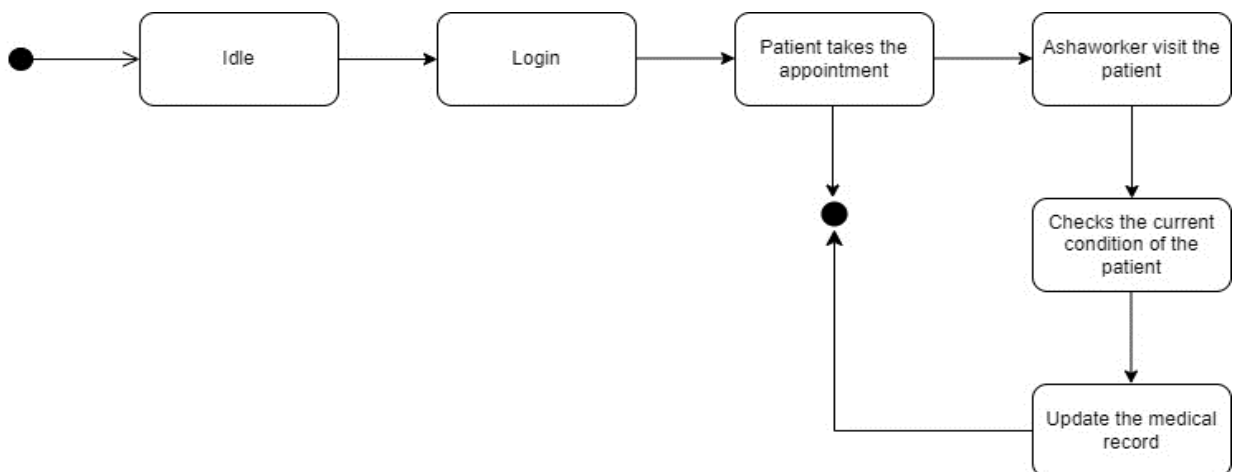 Idle
Login
Patient takes the
appointment
Ashaworker visit the
patient
Checks the current
condition of the
patient
Update the medical
record